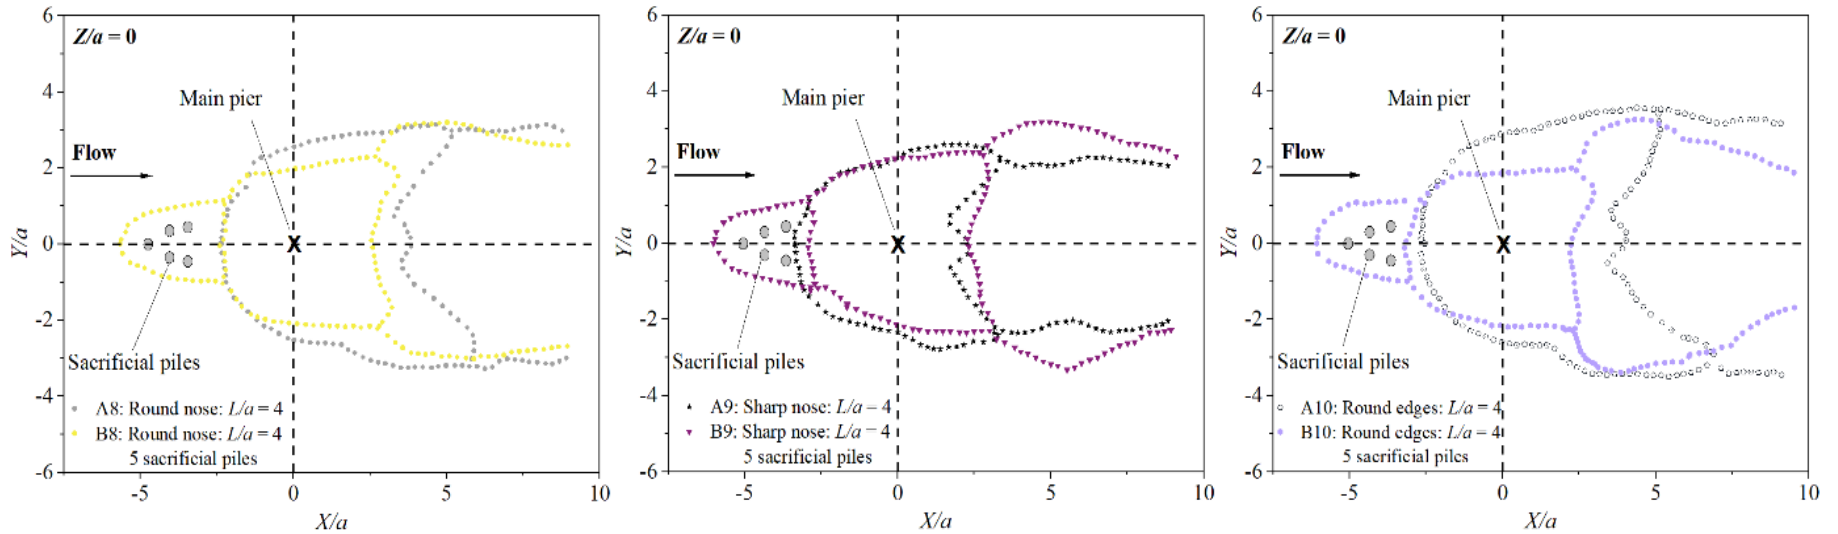 6
4
2
0
-2
-4
-6
Y/a
Z/a = 0
Main pier
Flow
X
Sacrificial piles
A8: Round nose: L/a = 4
B8: Round nose: L/a = 4
5 sacrificial piles
-5
0
5
10
X/a
6
4
2
0
-2
-4
-6
Y/a
Z/a = 0
Main pier
Flow
X
Sacrificial piles
A9: Sharp nose: L/a = 4
B9: Sharp nose: L/a = 4
5 sacrificial piles
-5
0
5
10
X/a
6
4
2
0
-2
-4
-6
Y/a
Z/a = 0
Main pier
Flow
X
Sacrificial piles
A10: Round edges: L/a = 4
B10: Round edges: L/a = 4
5 sacrificial piles
-5
0
5
10
X/a